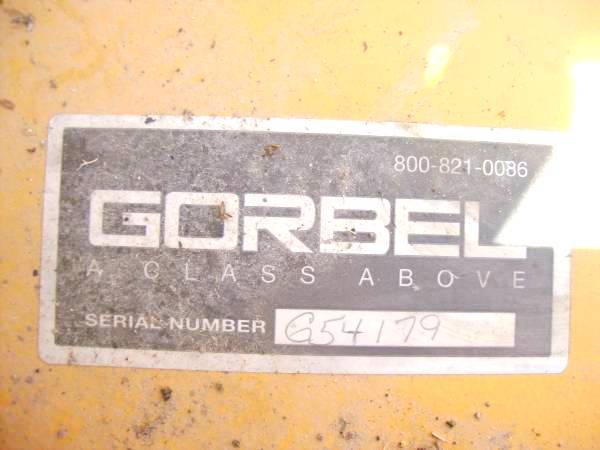 800-821-0086
GORBEL
A CLASS ABOVE
SERIAL NUMBER G54179